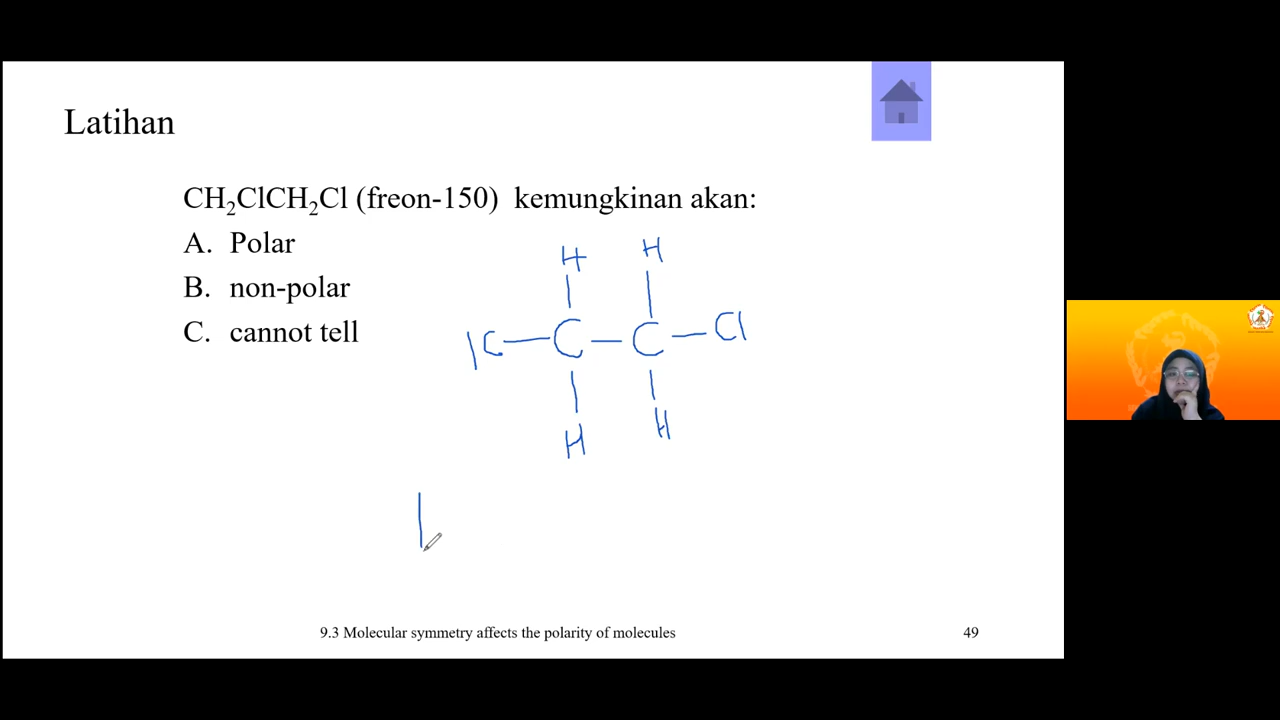 Latihan
CH₂ClCH₂Cl (freon-150) kemungkinan akan:
A. Polar
B. non-polar
C. cannot tell
H H
lC—C—C—Cl
H H
9.3 Molecular symmetry affects the polarity of molecules
49